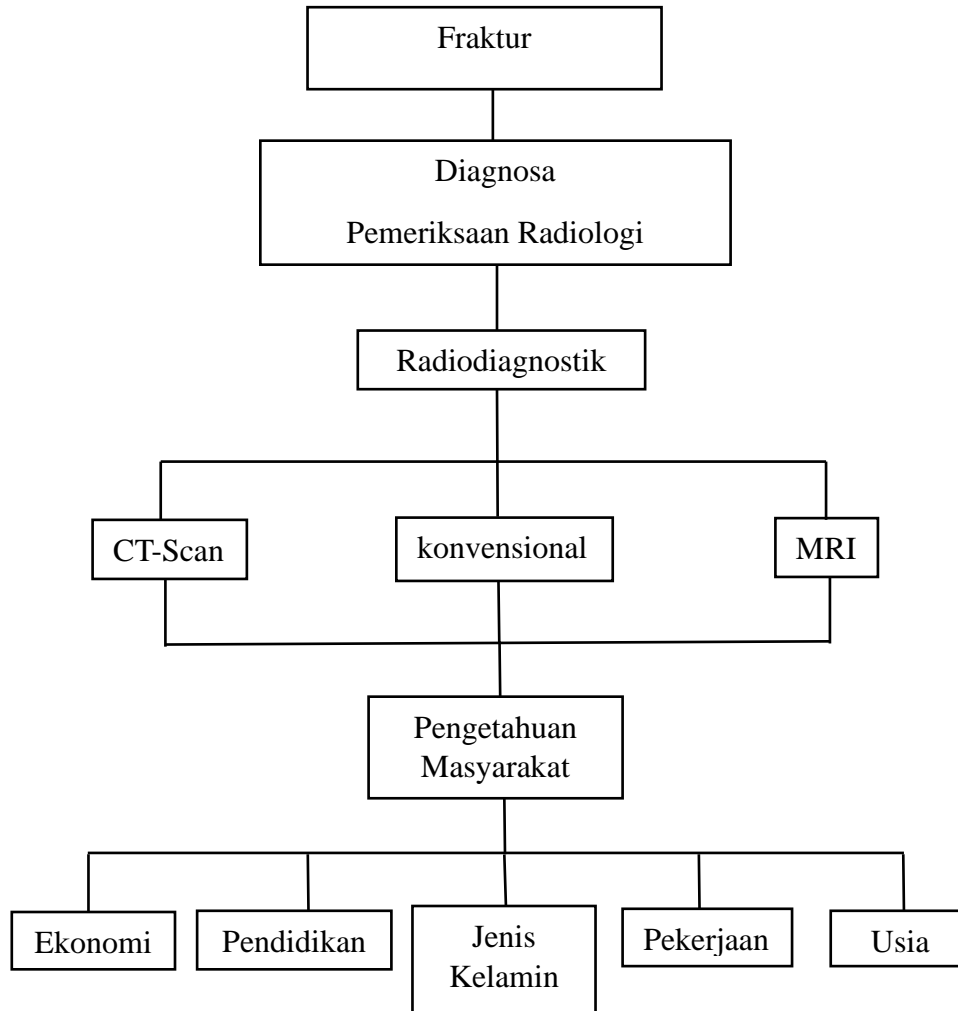 Fraktur
Diagnosa
Pemeriksaan Radiologi
Radiodiagnostik
CT-Scan
konvensional
MRI
Pengetahuan
Masyarakat
Ekonomi
Pendidikan
Jenis
Kelamin
Pekerjaan
Usia